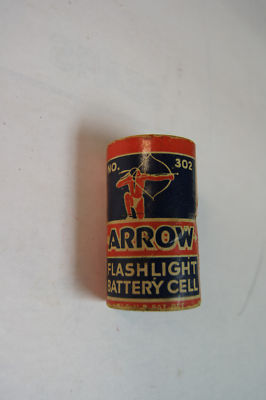 NO. 302
ARROW
FLASHLIGHT
BATTERY CELL